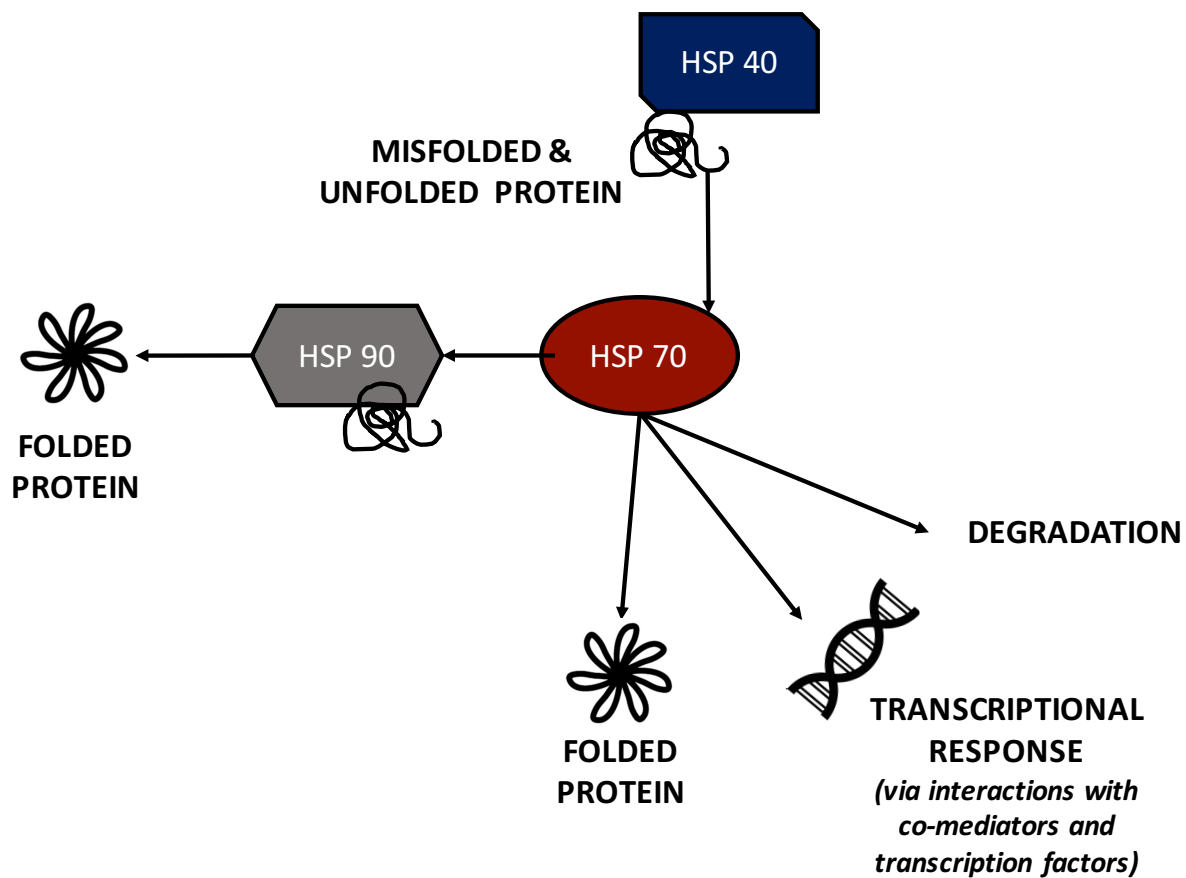 HSP 40
MISFOLDED &
UNFOLDED PROTEIN
HSP 90
HSP 70
FOLDED
PROTEIN
DEGRADATION
FOLDED
PROTEIN
TRANSCRIPTIONAL
RESPONSE
(via interactions with
co-mediators and
transcription factors)